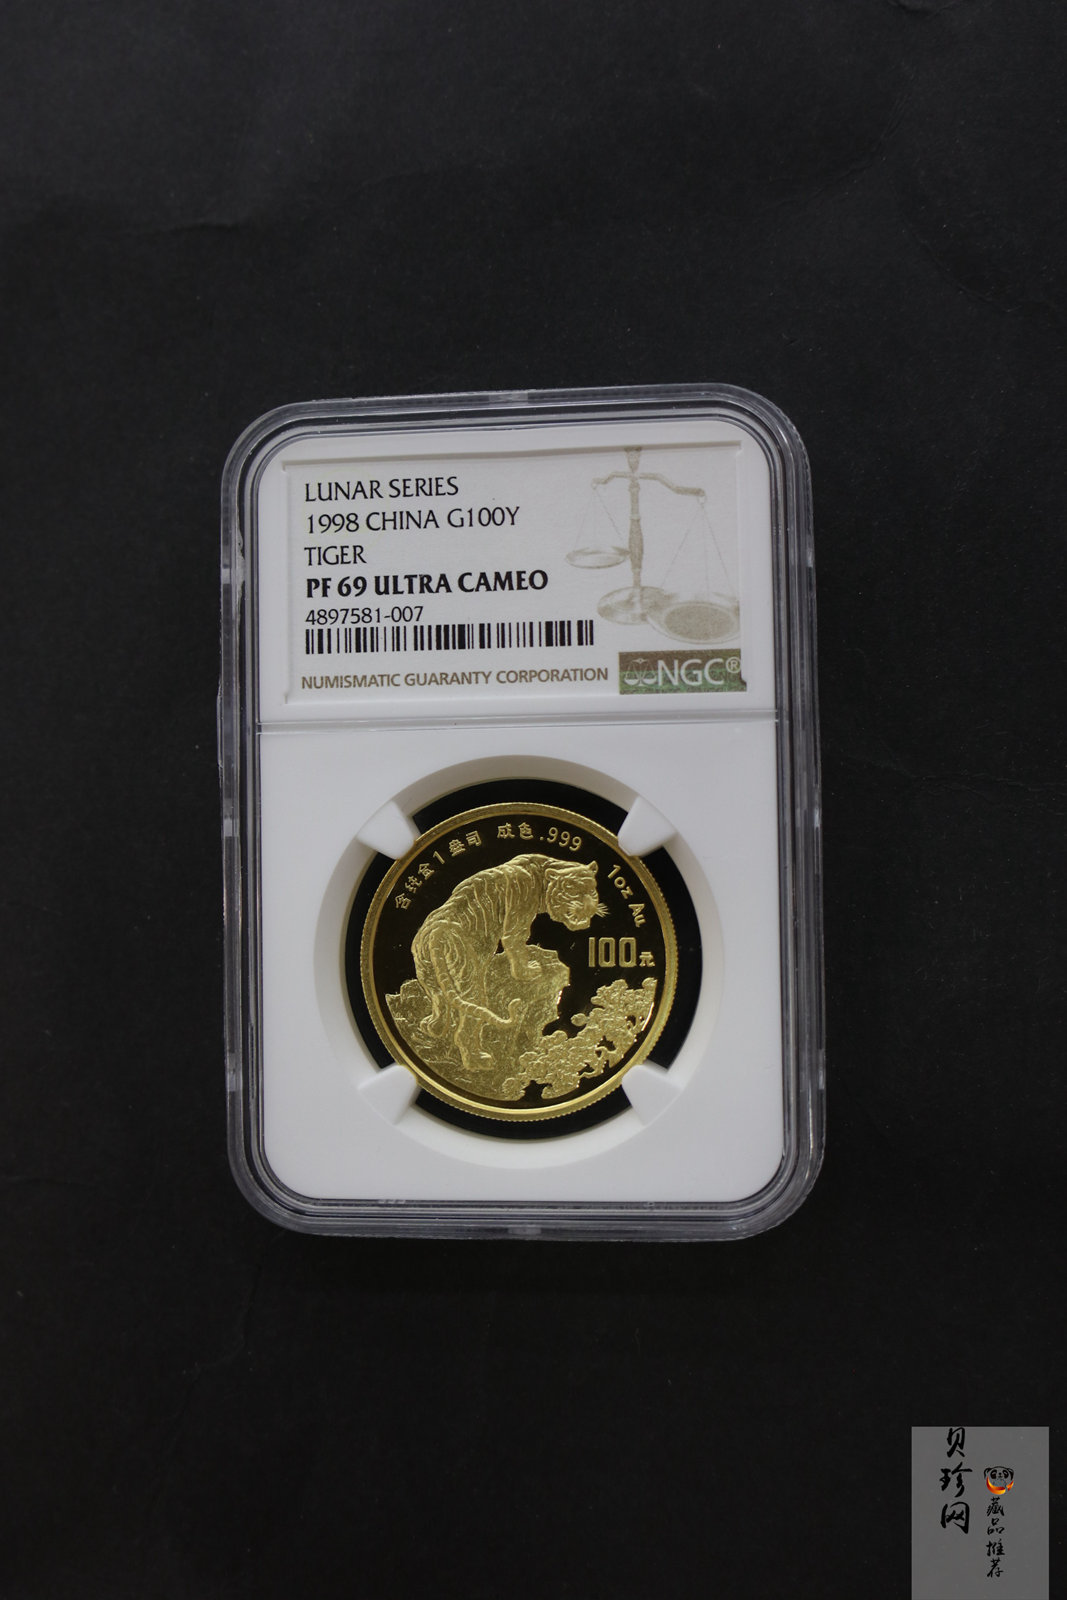 LUNAR SERIES
1998 CHINA G100Y
TIGER
PF 69 ULTRA CAMEO
4897581-007
NUMISMATIC GUARANTY CORPORATION
NGC®
含纯金1盎司 成色.999
1oz Au
100元
贝珍网
藏品推荐